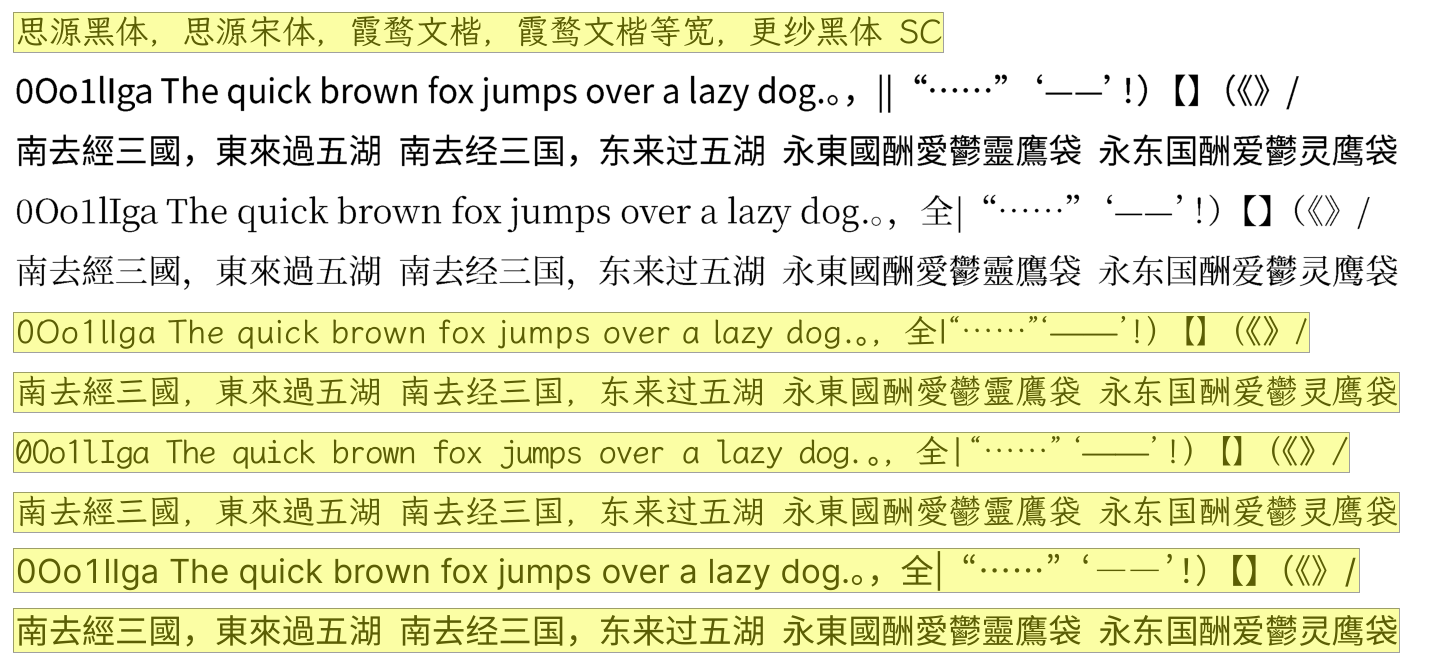 思源黑体，思源宋体，霞鹜文楷，霞鹜文楷等宽，更纱黑体 SC
0Oo1lIga The quick brown fox jumps over a lazy dog.。，|| “……” ‘——’ !）【】（《》 /
南去經三國，東來過五湖 南去经三国，东来过五湖 永東國酬愛鬱靈鷹袋 永东国酬爱鬱灵鹰袋
0Oo1lIga The quick brown fox jumps over a lazy dog.。，全| “……” ‘——’ !）【】（《》 /
南去經三國，東來過五湖 南去经三国，东来过五湖 永東國酬愛鬱靈鷹袋 永东国酬爱鬱灵鹰袋
0Oo1lIga The quick brown fox jumps over a lazy dog.。，全|“……”‘——’!）【】（《》 /
南去經三國，東來過五湖 南去经三国，东来过五湖 永東國酬愛鬱靈鷹袋 永东国酬爱鬱灵鹰袋
0Oo1lIga The quick brown fox jumps over a lazy dog.。，全|“……” ‘——’!）【】（《》 /
南去經三國，東來過五湖 南去经三国，东来过五湖 永東國酬愛鬱靈鷹袋 永东国酬爱鬱灵鹰袋
0Oo1lIga The quick brown fox jumps over a lazy dog.。，全| “……” ‘——’!）【】（《》 /
南去經三國，東來過五湖 南去经三国，东来过五湖 永東國酬愛鬱靈鷹袋 永东国酬爱鬱灵鹰袋